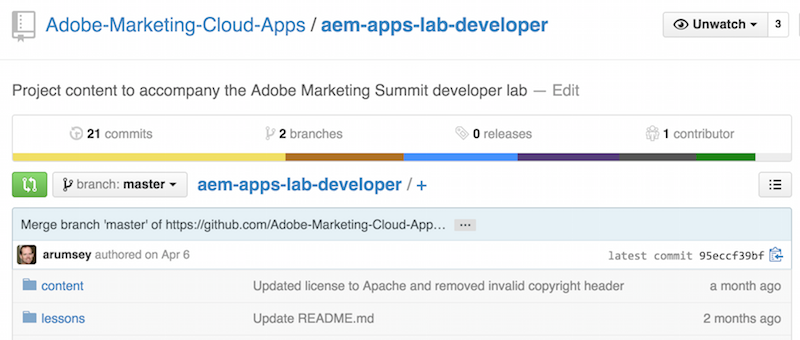 Adobe-Marketing-Cloud-Apps / aem-apps-lab-developer
Unwatch 3
Project content to accompany the Adobe Marketing Summit developer lab — Edit
21 commits 2 branches 0 releases 1 contributor
branch: master aem-apps-lab-developer / +
Merge branch 'master' of https://github.com/Adobe-Marketing-Cloud-App… …
arumsey authored on Apr 6 latest commit 95eccf39bf
content Updated license to Apache and removed invalid copyright header a month ago
lessons Update README.md 2 months ago